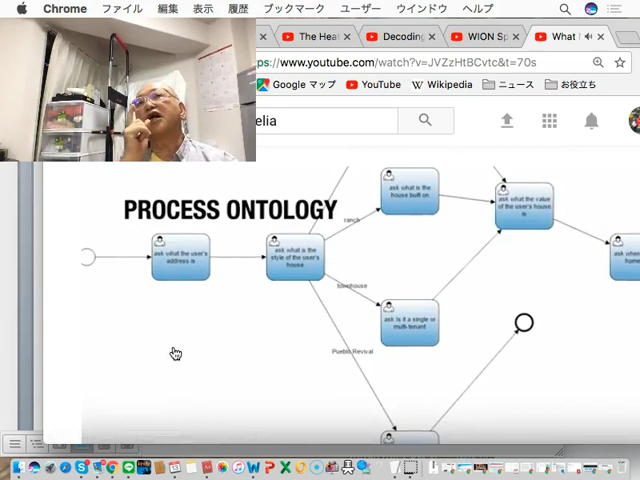 Chrome ファイル 編集 表示 履歴 ブックマーク ユーザー ウインドウ ヘルプ
The Hea
Decoding
WION Sp
What I
ps://www.youtube.com/watch?v=JVZzHtBCvtc&t=70s
Google マップ YouTube Wikipedia ニュース お役立ち
elia
PROCESS ONTOLOGY
ask what is the
house built on
ask what the value
of the user's house
is
ranch
ask what the user's
address is
ask what is the
style of the user's
house
ask when
home
townhouse
ask is it a single or
multi-tenant
Pueblo Revival